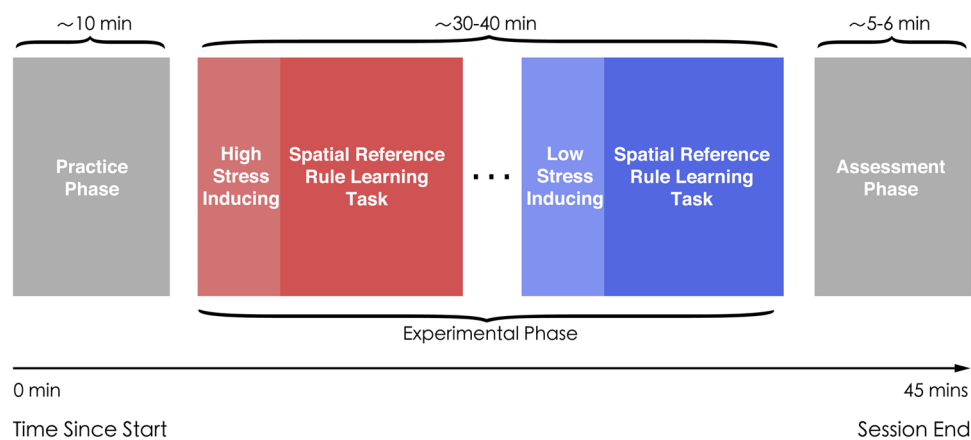 ~10 min
~30-40 min
~5-6 min
Practice
Phase
High
Stress
Inducing
Spatial Reference
Rule Learning
Task
...
Low
Stress
Inducing
Spatial Reference
Rule Learning
Task
Assessment
Phase
Experimental Phase
0 min
45 mins
Time Since Start
Session End